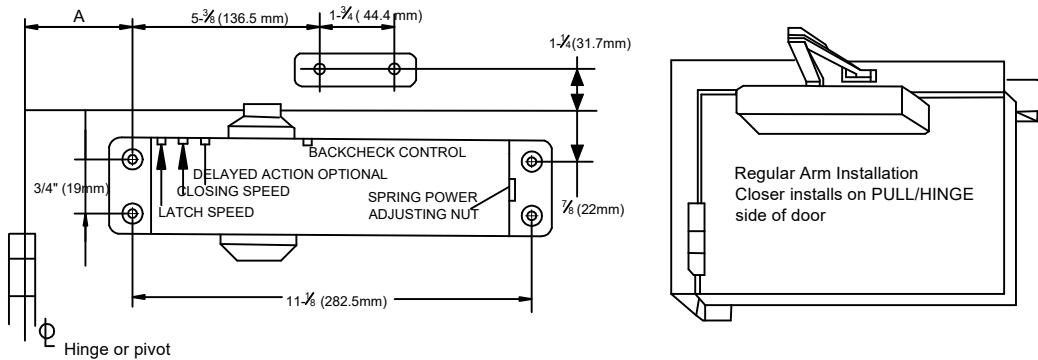 A
5-3/8 (136.5 mm)
1-3/4 (44.4 mm)
1-1/4 (31.7mm)
BACKCHECK CONTROL
DELAYED ACTION OPTIONAL
CLOSING SPEED
LATCH SPEED
3/4" (19mm)
SPRING POWER
ADJUSTING NUT
7/8 (22mm)
11-1/8 (282.5mm)
Hinge or pivot
Regular Arm Installation
Closer installs on PULL/HINGE
side of door